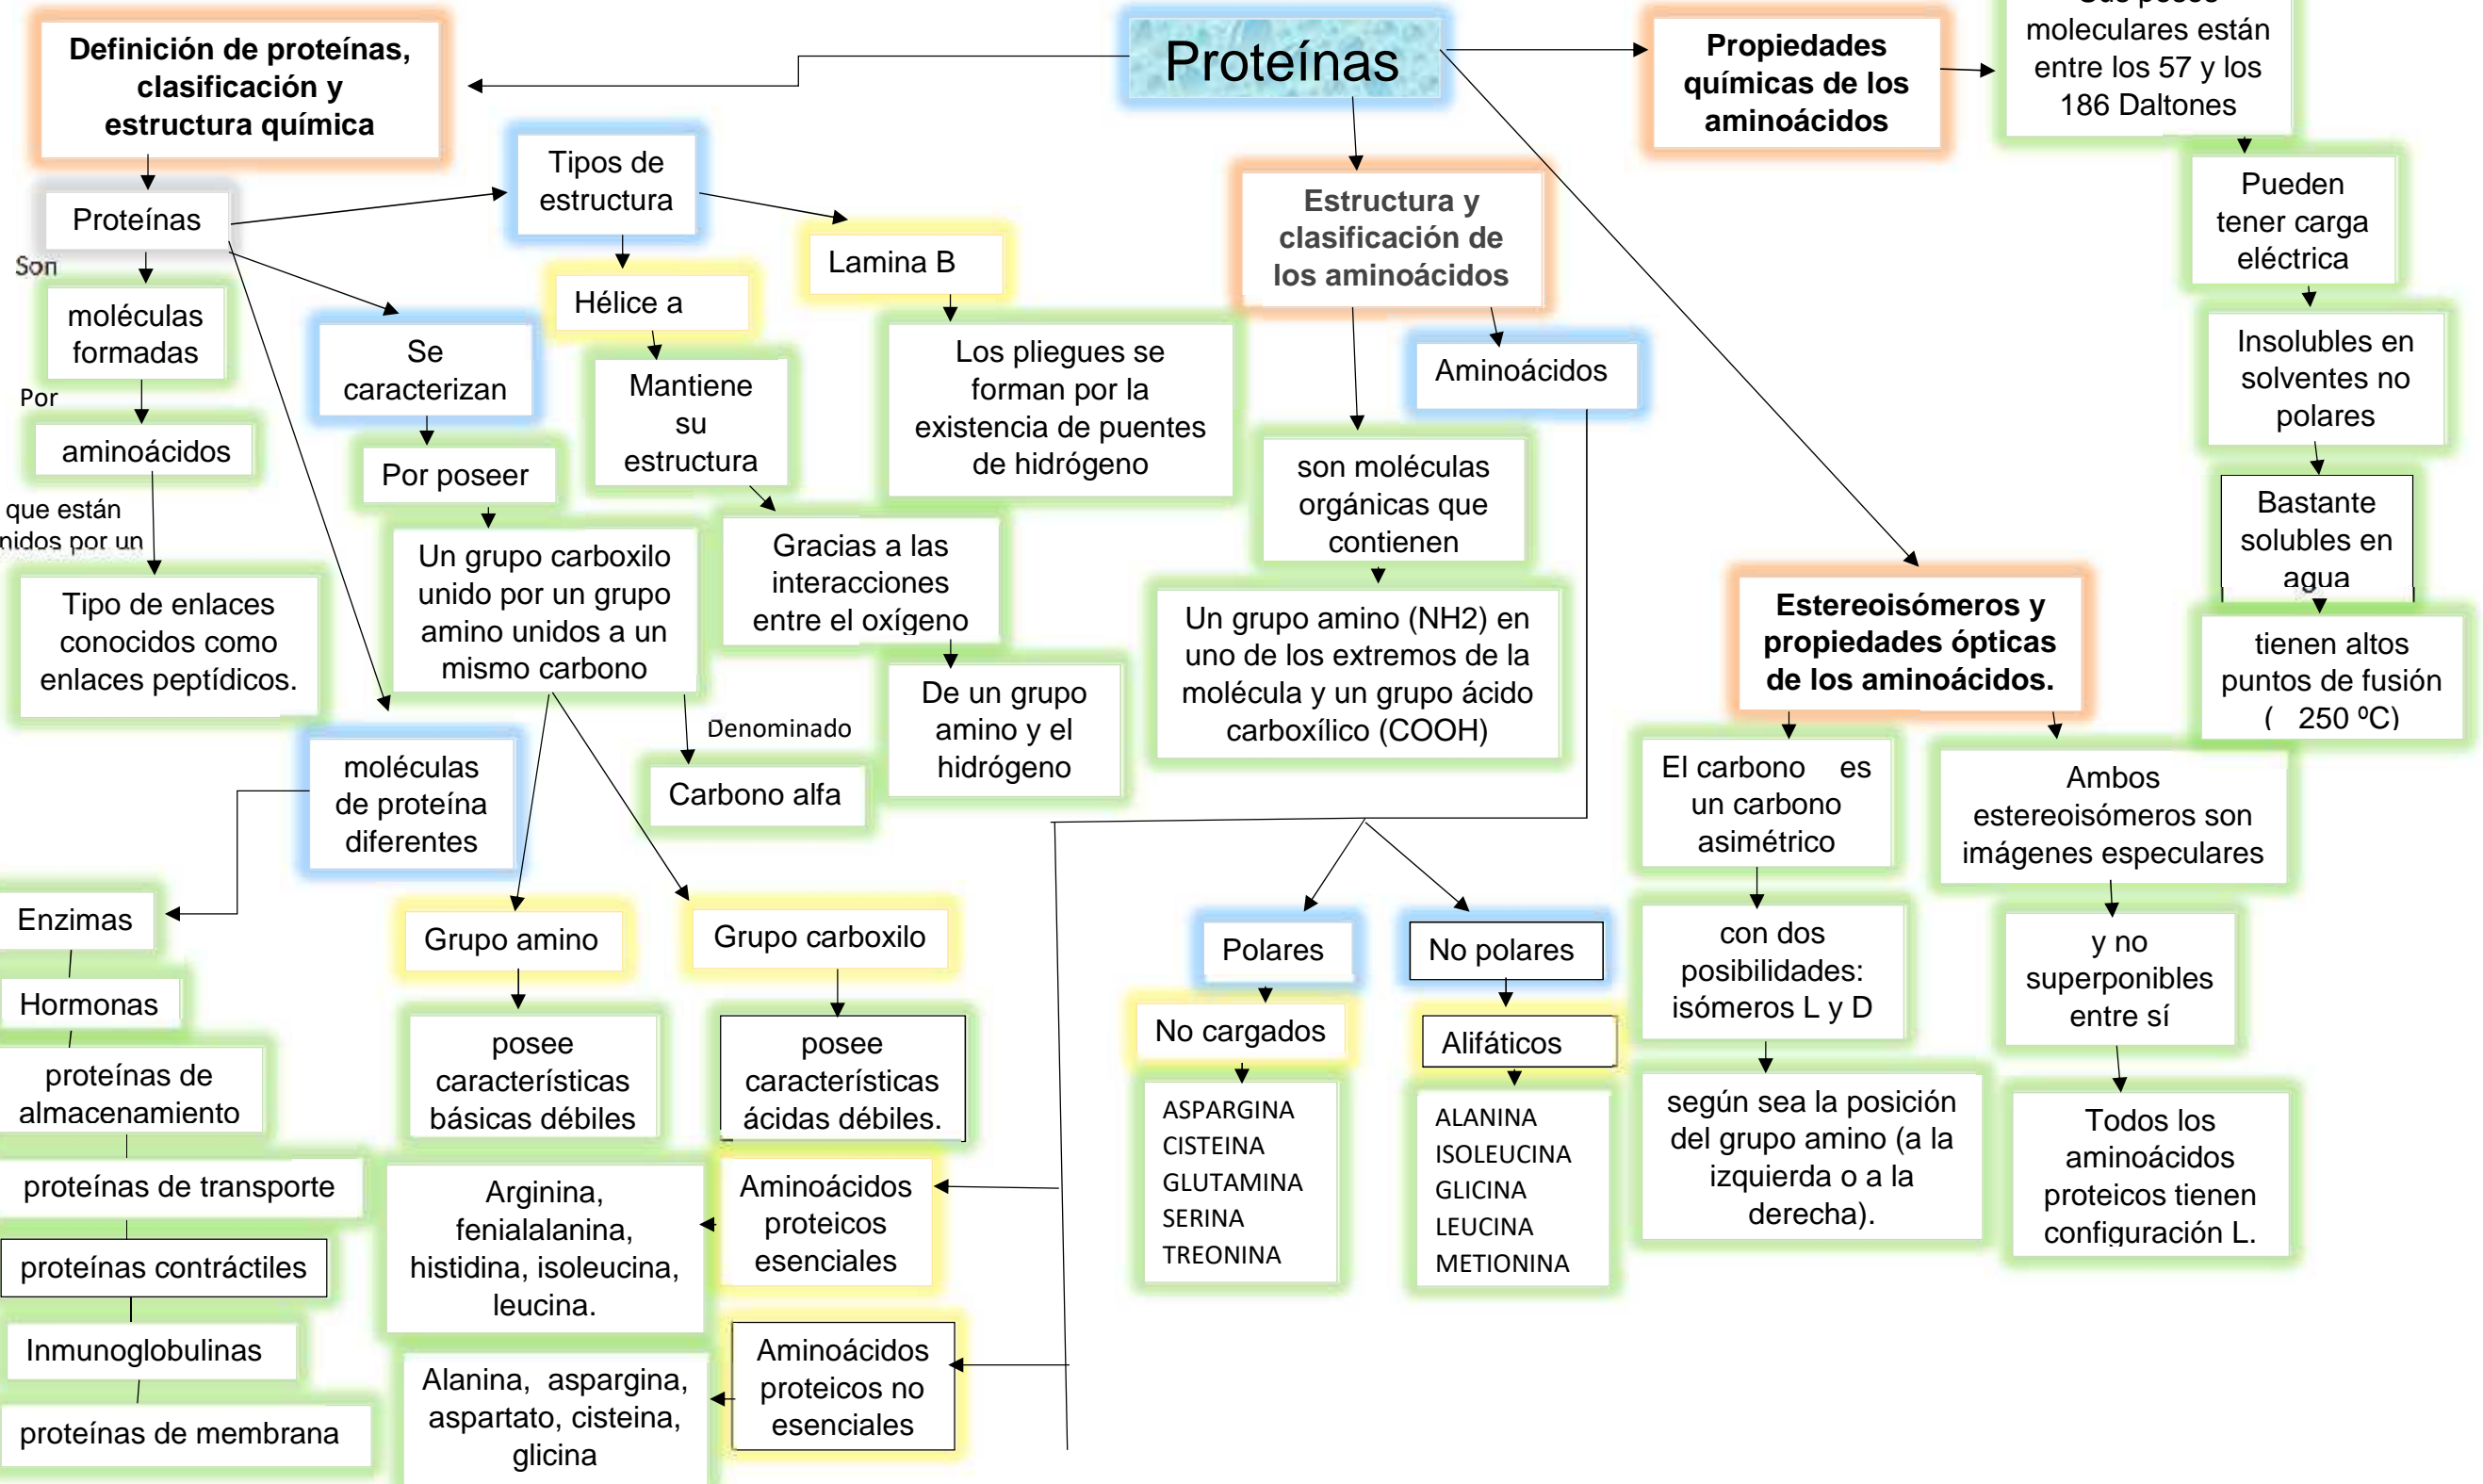 Proteínas
Definición de proteínas,
clasificación y
estructura química
Proteínas
Son
moléculas
formadas
Por
aminoácidos
que están
nidos por un
Tipo de enlaces
conocidos como
enlaces peptídicos.
Tipos de
estructura
Hélice a
Mantiene
su
estructura
Gracias a las
interacciones
entre el oxígeno
De un grupo
amino y el
hidrógeno
Lamina B
Los pliegues se
forman por la
existencia de puentes
de hidrógeno
Se
caracterizan
Por poseer
Un grupo carboxilo
unido por un grupo
amino unidos a un
mismo carbono
Denominado
Carbono alfa
Grupo amino
posee
características
básicas débiles
Grupo carboxilo
posee
características
ácidas débiles.
moléculas
de proteína
diferentes
Enzimas
Hormonas
proteínas de
almacenamiento
proteínas de transporte
proteínas contráctiles
Inmunoglobulinas
proteínas de membrana
Estructura y
clasificación de
los aminoácidos
son moléculas
orgánicas que
contienen
Un grupo amino (NH2) en
uno de los extremos de la
molécula y un grupo ácido
carboxílico (COOH)
Aminoácidos
Polares
No cargados
ASPARGINA
CISTEINA
GLUTAMINA
SERINA
TREONINA
No polares
Alifáticos
ALANINA
ISOLEUCINA
GLICINA
LEUCINA
METIONINA
Aminoácidos
proteicos
esenciales
Arginina,
fenialalanina,
histidina, isoleucina,
leucina.
Aminoácidos
proteicos no
esenciales
Alanina, aspargina,
aspartato, cisteina,
glicina
Propiedades
químicas de los
aminoácidos
Sus pesos
moleculares están
entre los 57 y los
186 Daltones
Pueden
tener carga
eléctrica
Insolubles en
solventes no
polares
Bastante
solubles en
agua
tienen altos
puntos de fusión
( 250 ºC)
Estereoisómeros y
propiedades ópticas
de los aminoácidos.
El carbono es
un carbono
asimétrico
con dos
posibilidades:
isómeros L y D
según sea la posición
del grupo amino (a la
izquierda o a la
derecha).
Ambos
estereoisómeros son
imágenes especulares
y no
superponibles
entre sí
Todos los
aminoácidos
proteicos tienen
configuración L.